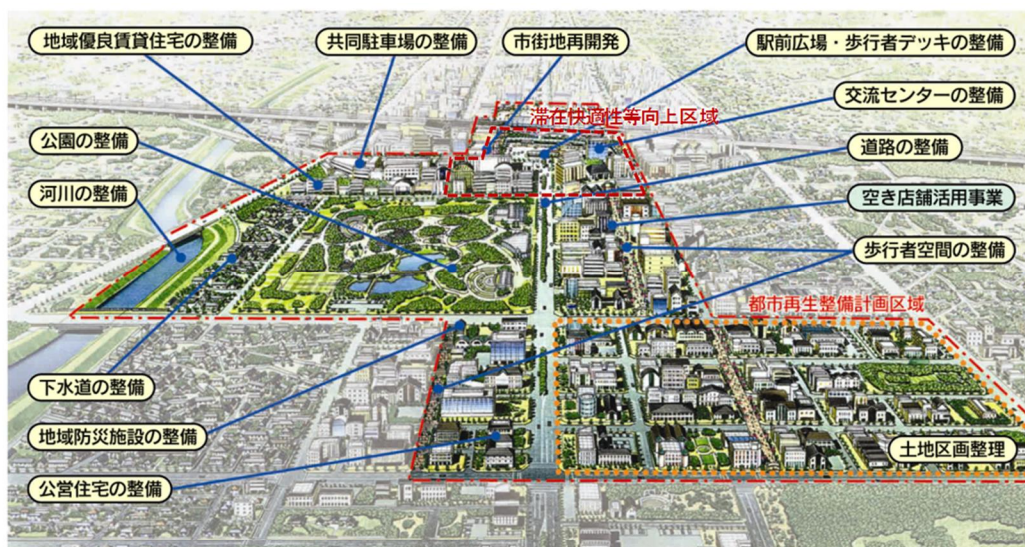 地域優良賃貸住宅の整備
共同駐車場の整備
市街地再開発
駅前広場・歩行者デッキの整備
滞在快適性等向上区域
交流センターの整備
公園の整備
道路の整備
河川の整備
空き店舗活用事業
歩行者空間の整備
都市再生整備計画区域
下水道の整備
地域防災施設の整備
土地区画整理
公営住宅の整備